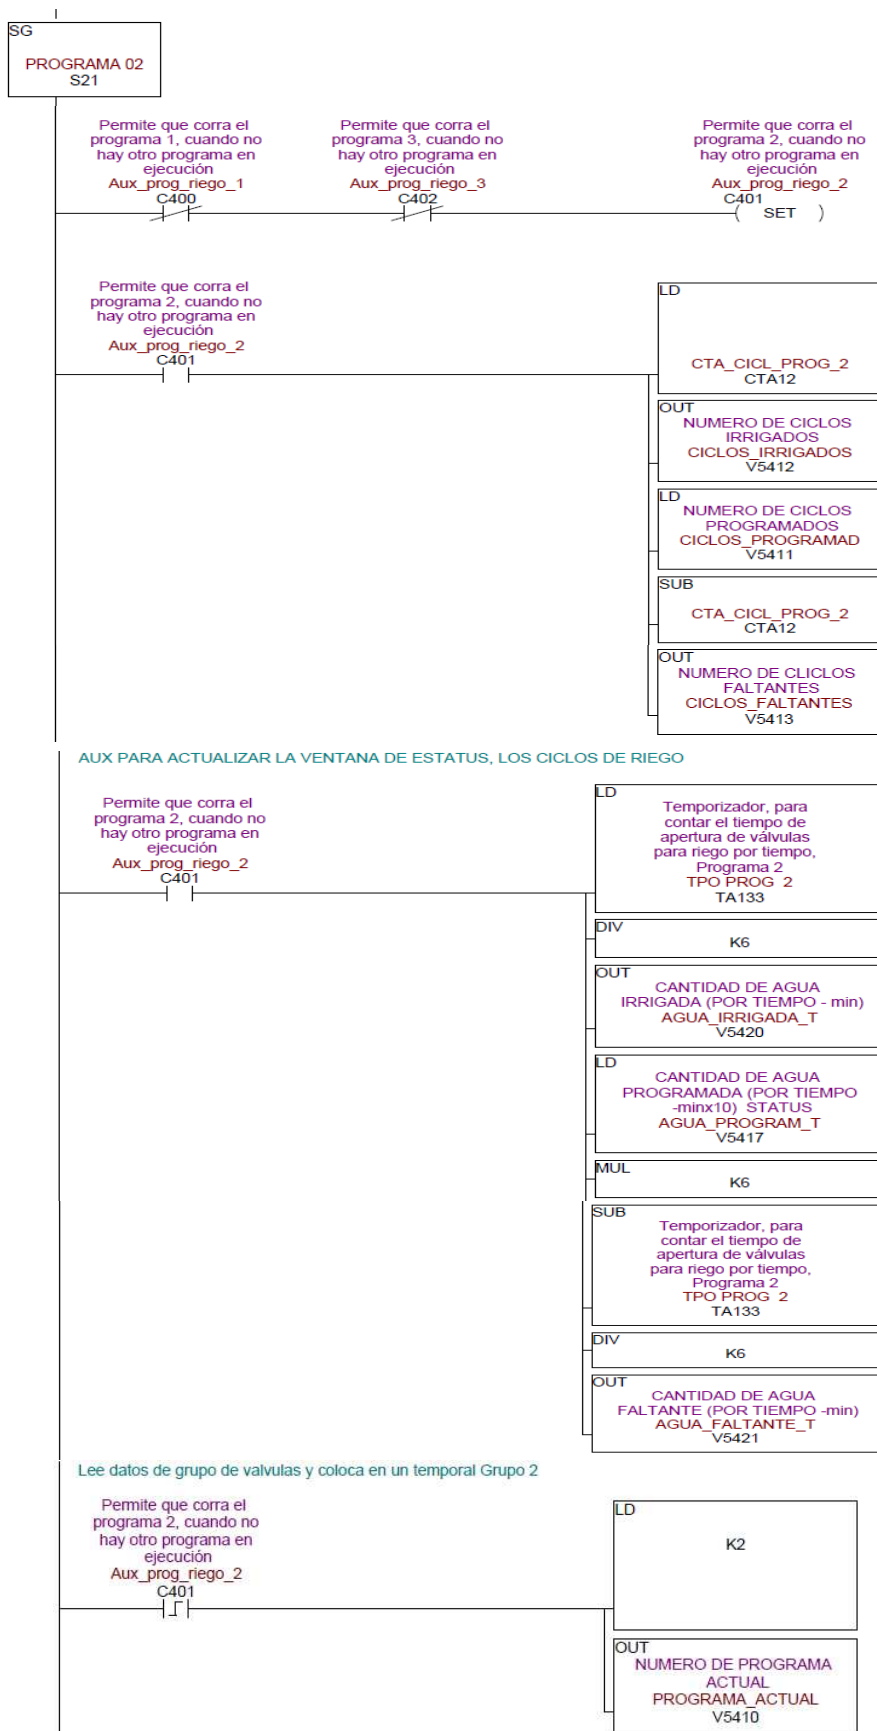 SG
PROGRAMA 02
S21
Permite que corra el
programa 1, cuando no
hay otro programa en
ejecución
Aux_prog_riego_1
C400
Permite que corra el
programa 3, cuando no
hay otro programa en
ejecución
Aux_prog_riego_3
C402
Permite que corra el
programa 2, cuando no
hay otro programa en
ejecución
Aux_prog_riego_2
C401
( SET )
Permite que corra el
programa 2, cuando no
hay otro programa en
ejecución
Aux_prog_riego_2
C401
LD
CTA_CICL_PROG_2
CTA12
OUT
NUMERO DE CICLOS
IRRIGADOS
CICLOS_IRRIGADOS
V5412
LD
NUMERO DE CICLOS
PROGRAMADOS
CICLOS_PROGRAMAD
V5411
SUB
CTA_CICL_PROG_2
CTA12
OUT
NUMERO DE CLICLOS
FALTANTES
CICLOS_FALTANTES
V5413
AUX PARA ACTUALIZAR LA VENTANA DE ESTATUS, LOS CICLOS DE RIEGO
Permite que corra el
programa 2, cuando no
hay otro programa en
ejecución
Aux_prog_riego_2
C401
LD
Temporizador, para
contar el tiempo de
apertura de válvulas
para riego por tiempo,
Programa 2
TPO PROG 2
TA133
DIV
K6
OUT
CANTIDAD DE AGUA
IRRIGADA (POR TIEMPO - min)
AGUA_IRRIGADA_T
V5420
LD
CANTIDAD DE AGUA
PROGRAMADA (POR TIEMPO
-minx10) STATUS
AGUA_PROGRAM_T
V5417
MUL
K6
SUB
Temporizador, para
contar el tiempo de
apertura de válvulas
para riego por tiempo,
Programa 2
TPO PROG 2
TA133
DIV
K6
OUT
CANTIDAD DE AGUA
FALTANTE (POR TIEMPO -min)
AGUA_FALTANTE_T
V5421
Lee datos de grupo de valvulas y coloca en un temporal Grupo 2
Permite que corra el
programa 2, cuando no
hay otro programa en
ejecución
Aux_prog_riego_2
C401
LD
K2
OUT
NUMERO DE PROGRAMA
ACTUAL
PROGRAMA_ACTUAL
V5410